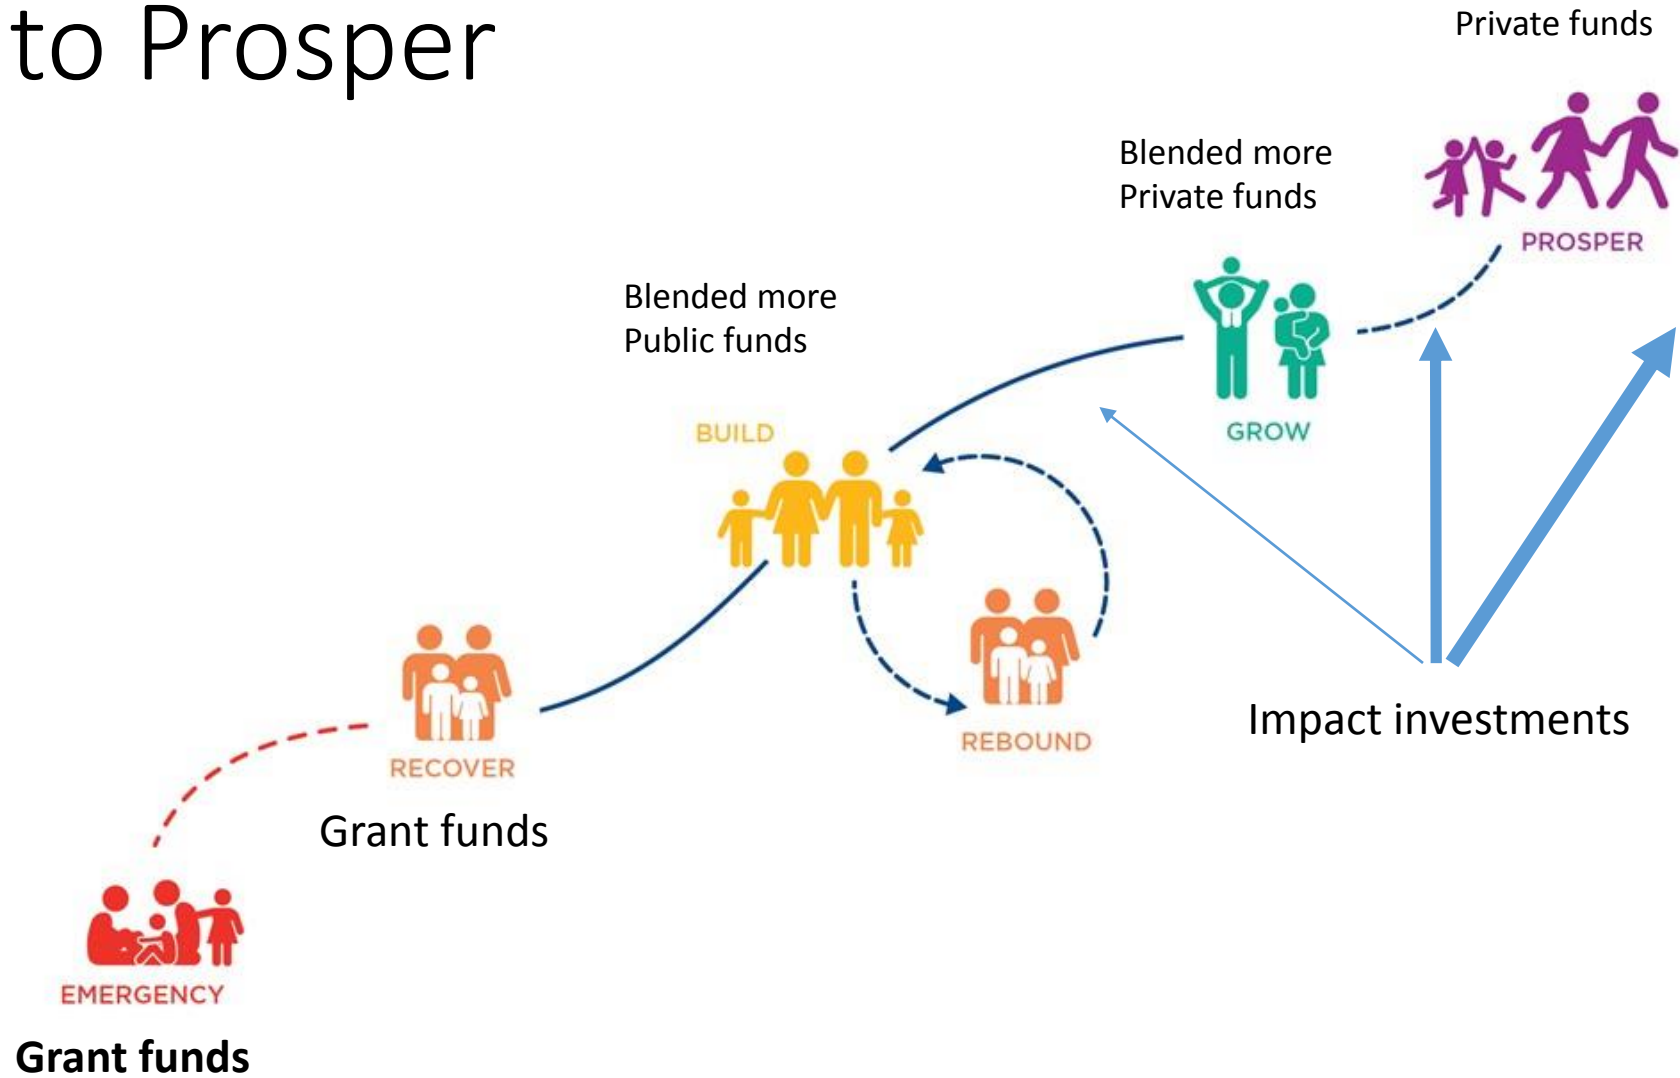 to Prosper
Private funds
Blended more
Private funds
PROSPER
Blended more
Public funds
BUILD
GROW
REBOUND
Impact investments
RECOVER
Grant funds
EMERGENCY
Grant funds